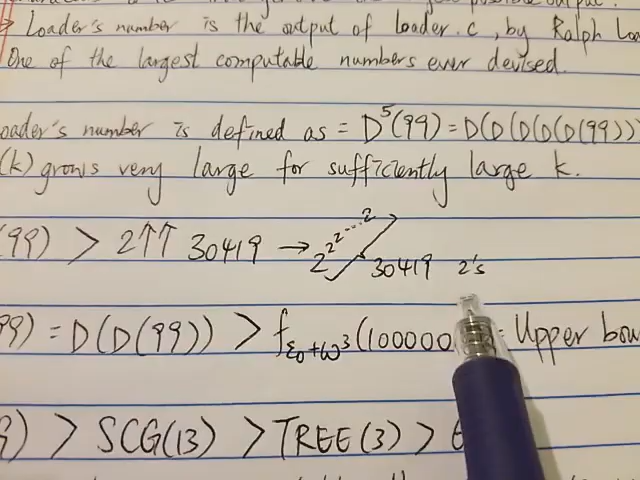 Loader's number is the output of loader.c, by Ralph Loa
One of the largest computable numbers ever devised.
oader's number is defined as = D⁵(99) = D(D(D(D(D(99))))
(k) grows very large for sufficiently large k.
99) > 2↑↑ 30419 → 2^2^2^...^2 30419 2's
99) = D(D(99)) > f_{ε₀+ω³}(100000 = Upper bou
) > SCG(13) > TREE(3) >